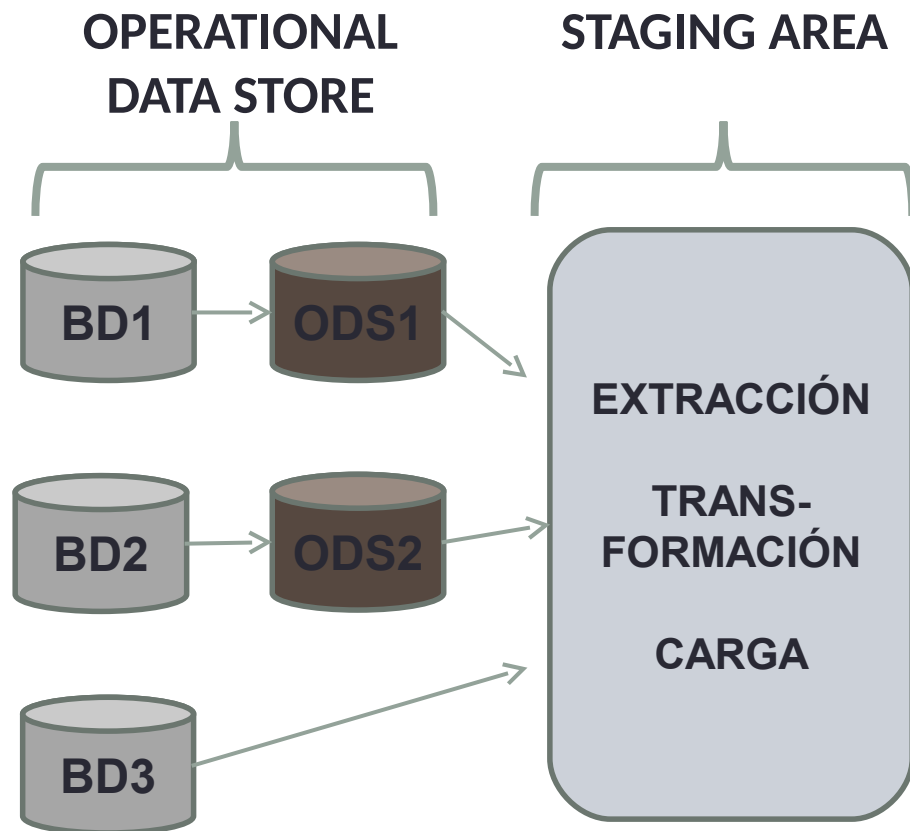 OPERATIONAL
DATA STORE
STAGING AREA
BD1
ODS1
BD2
ODS2
BD3
EXTRACCIÓN
TRANS-
FORMACIÓN
CARGA